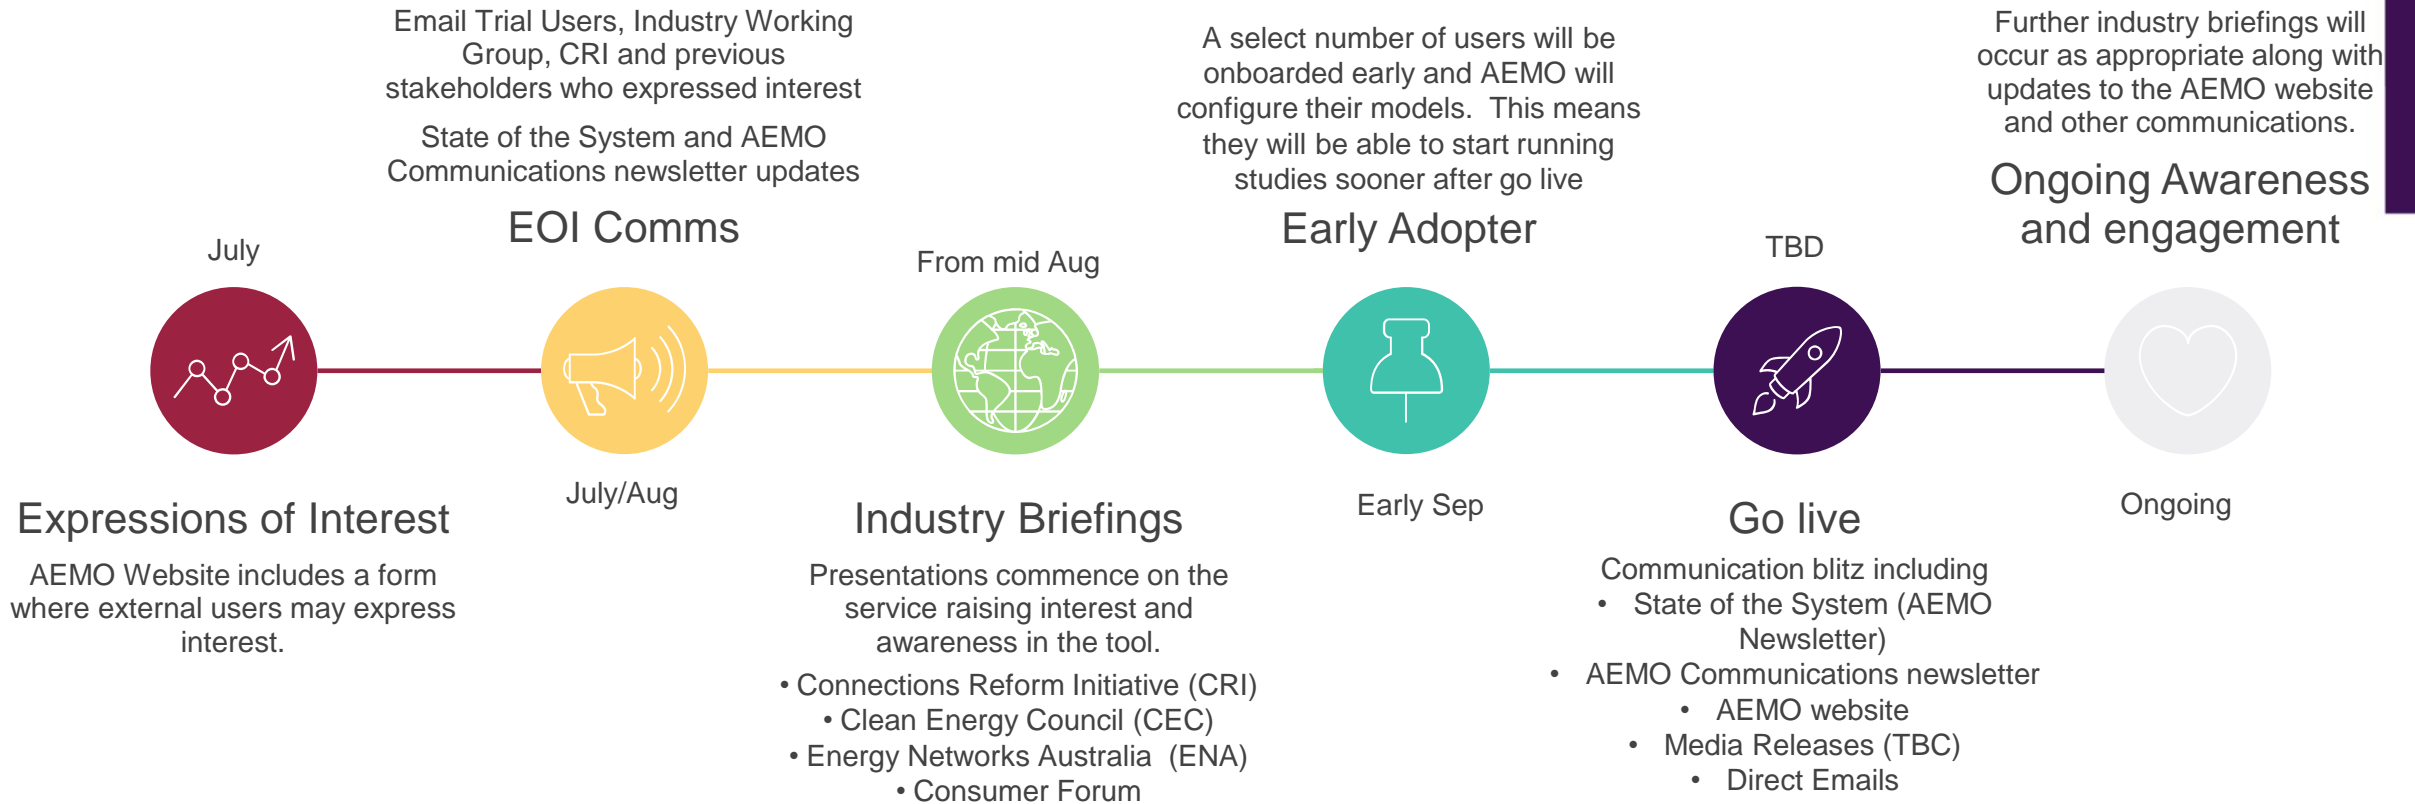 July
Expressions of Interest
AEMO Website includes a form
where external users may express
interest.
Email Trial Users, Industry Working
Group, CRI and previous
stakeholders who expressed interest
State of the System and AEMO
Communications newsletter updates
EOI Comms
July/Aug
From mid Aug
Industry Briefings
Presentations commence on the
service raising interest and
awareness in the tool.
• Connections Reform Initiative (CRI)
• Clean Energy Council (CEC)
• Energy Networks Australia (ENA)
• Consumer Forum
A select number of users will be
onboarded early and AEMO will
configure their models. This means
they will be able to start running
studies sooner after go live
Early Adopter
Early Sep
TBD
Go live
Communication blitz including
• State of the System (AEMO
Newsletter)
• AEMO Communications newsletter
• AEMO website
• Media Releases (TBC)
• Direct Emails
Further industry briefings will
occur as appropriate along with
updates to the AEMO website
and other communications.
Ongoing Awareness
and engagement
Ongoing